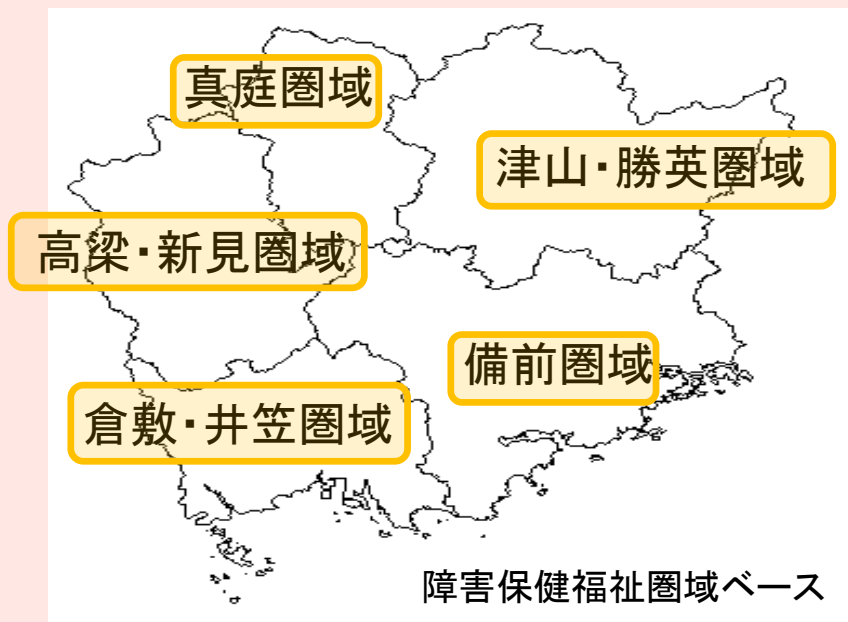 真庭圏域
津山・勝英圏域
高梁・新見圏域
備前圏域
倉敷・井笠圏域
障害保健福祉圏域ベース